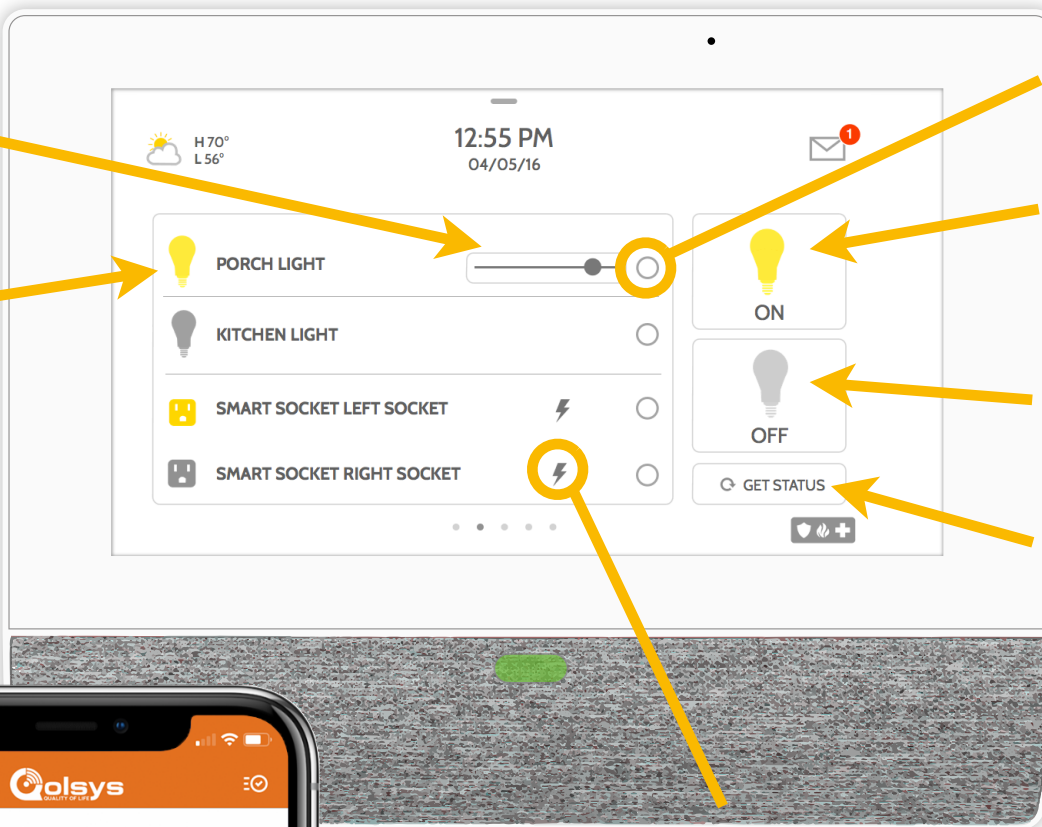 H 70°
L 56°
12:55 PM
04/05/16
1
PORCH LIGHT
KITCHEN LIGHT
SMART SOCKET LEFT SOCKET
SMART SOCKET RIGHT SOCKET
ON
OFF
GET STATUS
Qolsys
QUALITY OF LIFE